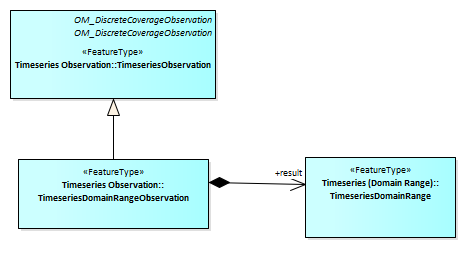 OM_DiscreteCoverageObservation
OM_DiscreteCoverageObservation
«FeatureType»
Timeseries Observation::TimeseriesObservation
«FeatureType»
Timeseries Observation::
TimeseriesDomainRangeObservation
+result
«FeatureType»
Timeseries (Domain Range)::
TimeseriesDomainRange